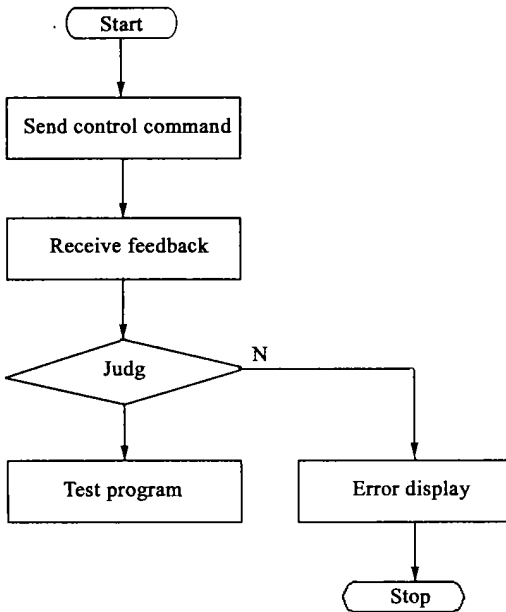 Start
Send control command
Receive feedback
Judg
N
Test program
Error display
Stop